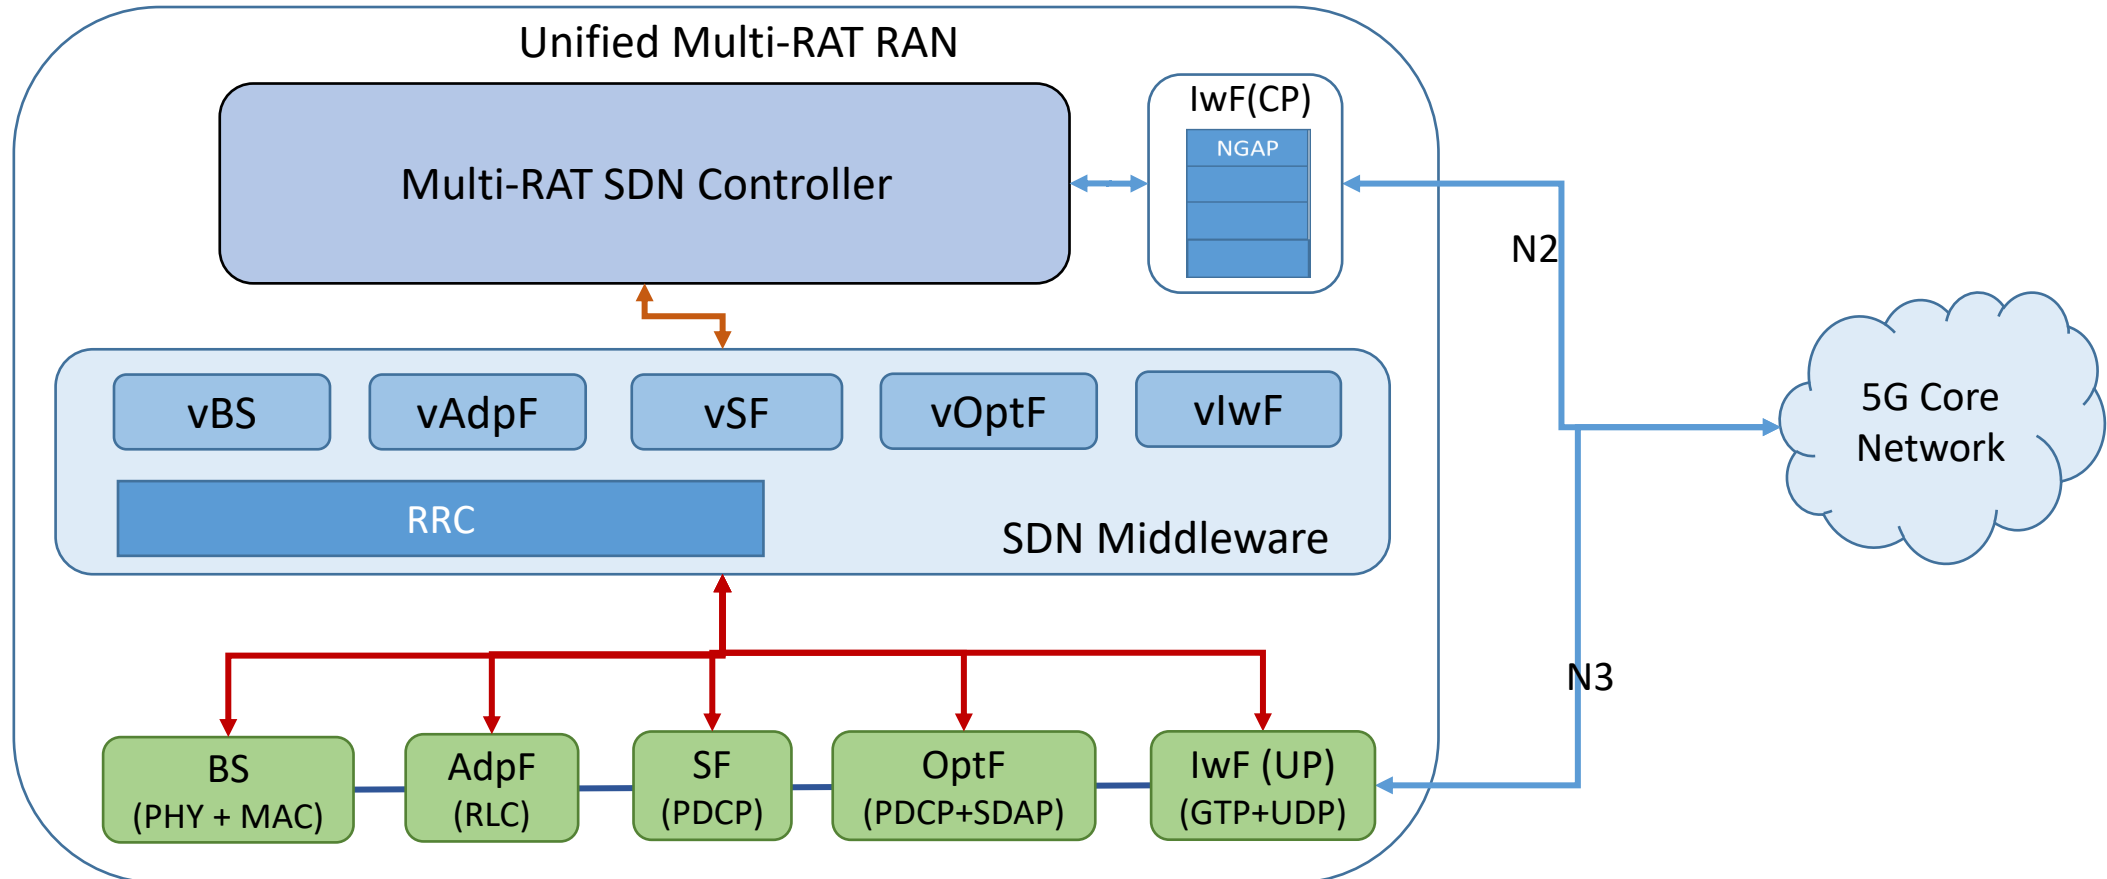 Unified Multi-RAT RAN
Multi-RAT SDN Controller
IwF(CP)
NGAP
N2
vBS
vAdpF
vSF
vOptF
vIwF
RRC
SDN Middleware
5G Core
Network
N3
BS
(PHY + MAC)
AdpF
(RLC)
SF
(PDCP)
OptF
(PDCP+SDAP)
IwF (UP)
(GTP+UDP)